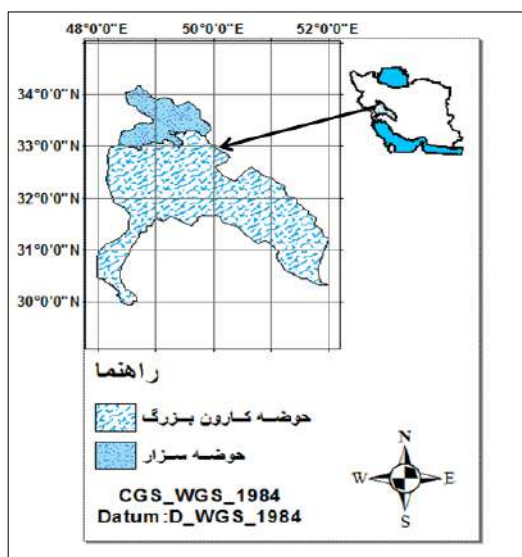 48°0'0"E 50°0'0"E 52°0'0"E
34°0'0"N
33°0'0"N
32°0'0"N
31°0'0"N
30°0'0"N
راهنما
حوضه کارون بزرگ
حوضه سزار
CGS_WGS_1984
Datum:D_WGS_1984
N
W E
S